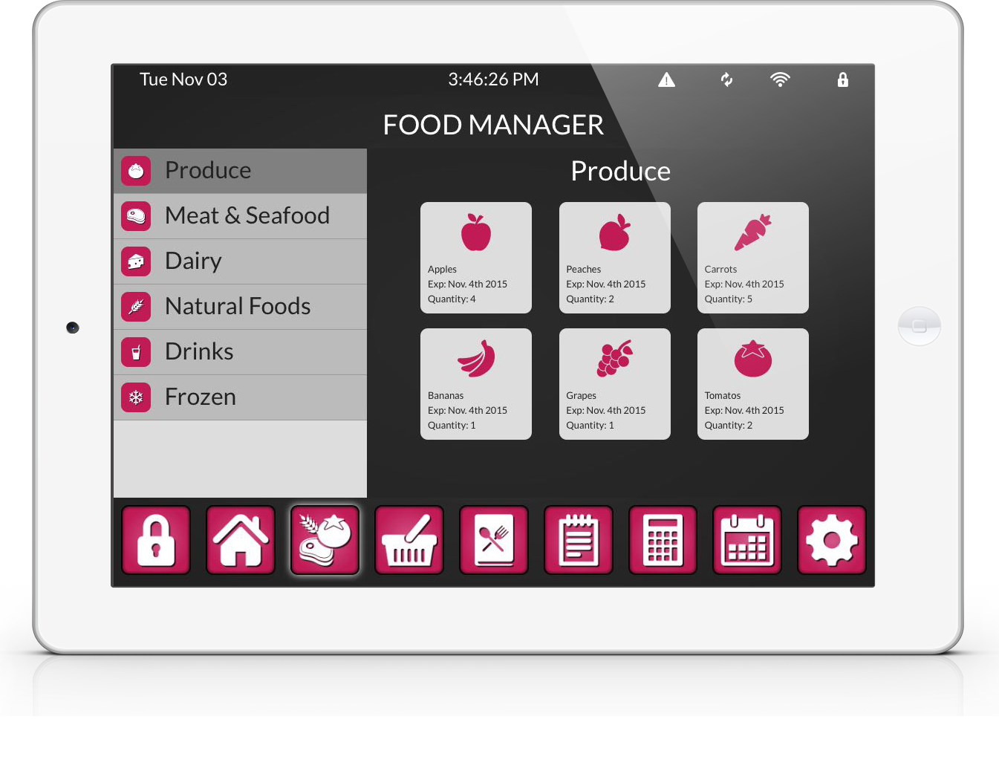 Tue Nov 03
3:46:26 PM
FOOD MANAGER
Produce
Meat & Seafood
Dairy
Natural Foods
Drinks
Frozen
Produce
Apples
Exp: Nov. 4th 2015
Quantity: 4
Peaches
Exp: Nov. 4th 2015
Quantity: 2
Carrots
Exp: Nov. 4th 2015
Quantity: 5
Bananas
Exp: Nov. 4th 2015
Quantity: 1
Grapes
Exp: Nov. 4th 2015
Quantity: 1
Tomatos
Exp: Nov. 4th 2015
Quantity: 2